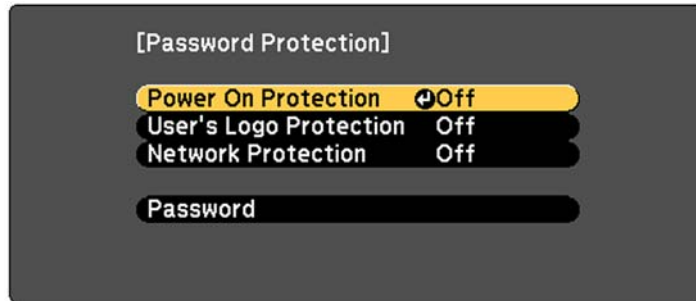 [Password Protection]
Power On Protection Off
User's Logo Protection Off
Network Protection Off
Password